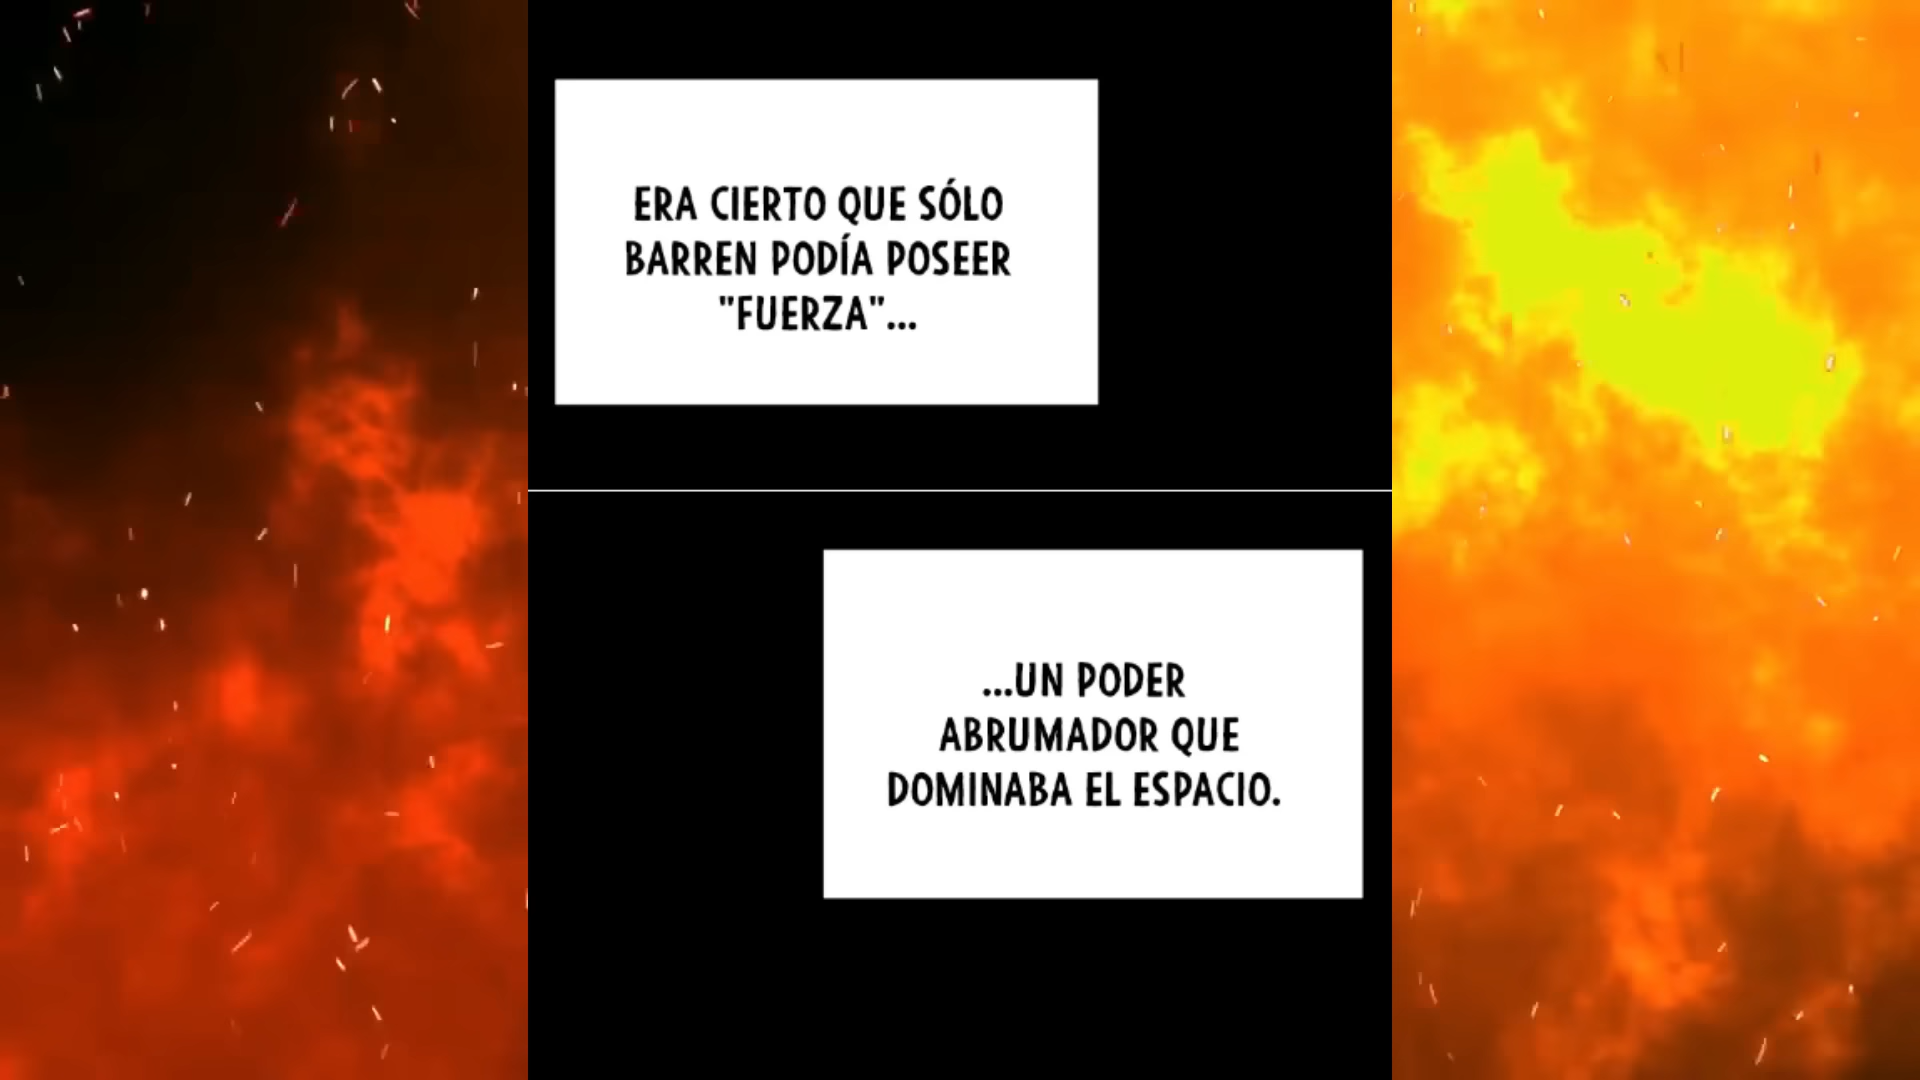 ERA CIERTO QUE SÓLO
BARREN PODÍA POSEER
"FUERZA"...
...UN PODER
ABRUMADOR QUE
DOMINABA EL ESPACIO.